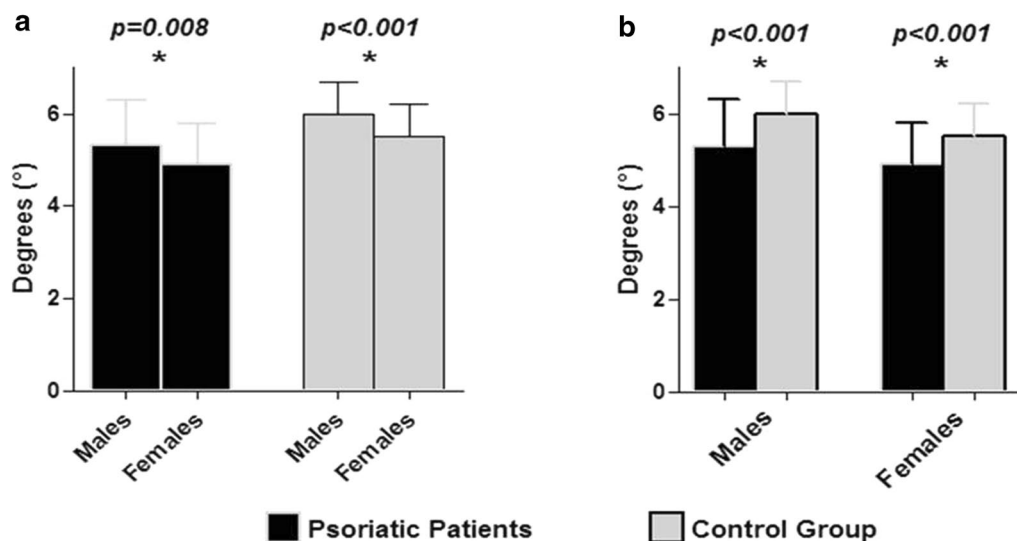 a
p=0.008
p<0.001
*
*
Degrees (°)
6
4
2
0
Males
Females
Males
Females
b
p<0.001
p<0.001
*
*
Degrees (°)
6
4
2
0
Males
Females
Psoriatic Patients
Control Group